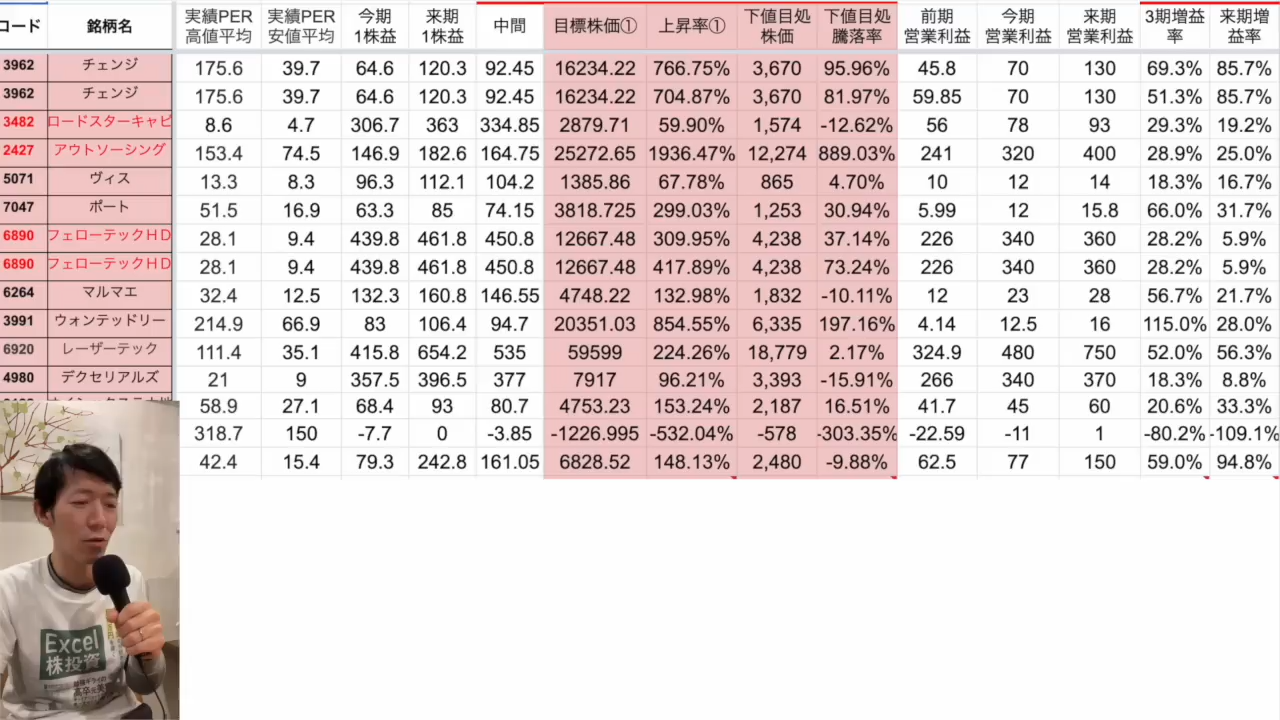 コード 銘柄名 実績PER高値平均 実績PER安値平均 今期1株益 来期1株益 中間 目標株価① 上昇率① 下値目処株価 下値目処騰落率 前期営業利益 今期営業利益 来期営業利益 3期増益率 来期増益率
3962 チェンジ 175.6 39.7 64.6 120.3 92.45 16234.22 766.75% 3,670 95.96% 45.8 70 130 69.3% 85.7%
3962 チェンジ 175.6 39.7 64.6 120.3 92.45 16234.22 704.87% 3,670 81.97% 59.85 70 130 51.3% 85.7%
3482 ロードスターキャピ 8.6 4.7 306.7 363 334.85 2879.71 59.90% 1,574 -12.62% 56 78 93 29.3% 19.2%
2427 アウトソーシング 153.4 74.5 146.9 182.6 164.75 25272.65 1936.47% 12,274 889.03% 241 320 400 28.9% 25.0%
5071 ヴィス 13.3 8.3 96.3 112.1 104.2 1385.86 67.78% 865 4.70% 10 12 14 18.3% 16.7%
7047 ポート 51.5 16.9 63.3 85 74.15 3818.725 299.03% 1,253 30.94% 5.99 12 15.8 66.0% 31.7%
6890 フェローテックHD 28.1 9.4 439.8 461.8 450.8 12667.48 309.95% 4,238 37.14% 226 340 360 28.2% 5.9%
6890 フェローテックHD 28.1 9.4 439.8 461.8 450.8 12667.48 417.89% 4,238 73.24% 226 340 360 28.2% 5.9%
6264 マルマエ 32.4 12.5 132.3 160.8 146.55 4748.22 132.98% 1,832 -10.11% 12 23 28 56.7% 21.7%
3991 ウォンテッドリー 214.9 66.9 83 106.4 94.7 20351.03 854.55% 6,335 197.16% 4.14 12.5 16 115.0% 28.0%
6920 レーザーテック 111.4 35.1 415.8 654.2 535 59599 224.26% 18,779 2.17% 324.9 480 750 52.0% 56.3%
4980 デクセリアルズ 21 9 357.5 396.5 377 7917 96.21% 3,393 -15.91% 266 340 370 18.3% 8.8%
58.9 27.1 68.4 93 80.7 4753.23 153.24% 2,187 16.51% 41.7 45 60 20.6% 33.3%
318.7 150 -7.7 0 -3.85 -1226.995 -532.04% -578 -303.35% -22.59 -11 1 -80.2% -109.1%
42.4 15.4 79.3 242.8 161.05 6828.52 148.13% 2,480 -9.88% 62.5 77 150 59.0% 94.8%
Excel
株投資